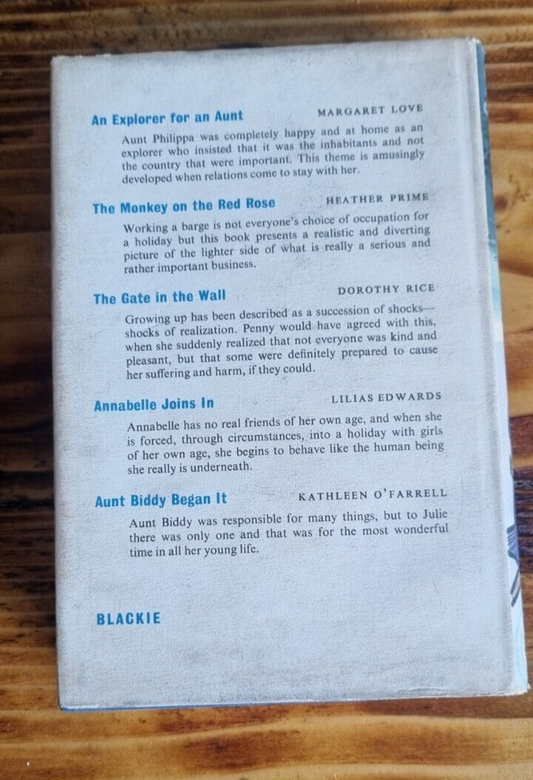 An Explorer for an Aunt MARGARET LOVE
Aunt Philippa was completely happy and at home as an
explorer who insisted that it was the inhabitants and not
the country that were important. This theme is amusingly
developed when relations come to stay with her.
The Monkey on the Red Rose HEATHER PRIME
Working a barge is not everyone's choice of occupation for
a holiday but this book presents a realistic and diverting
picture of the lighter side of what is really a serious and
rather important business.
The Gate in the Wall DOROTHY RICE
Growing up has been described as a succession of shocks—
shocks of realization. Penny would have agreed with this,
when she suddenly realized that not everyone was kind and
pleasant, but that some were definitely prepared to cause
her suffering and harm, if they could.
Annabelle Joins In LILIAS EDWARDS
Annabelle has no real friends of her own age, and when she
is forced, through circumstances, into a holiday with girls
of her own age, she begins to behave like the human being
she really is underneath.
Aunt Biddy Began It KATHLEEN O'FARRELL
Aunt Biddy was responsible for many things, but to Julie
there was only one and that was for the most wonderful
time in all her young life.
BLACKIE